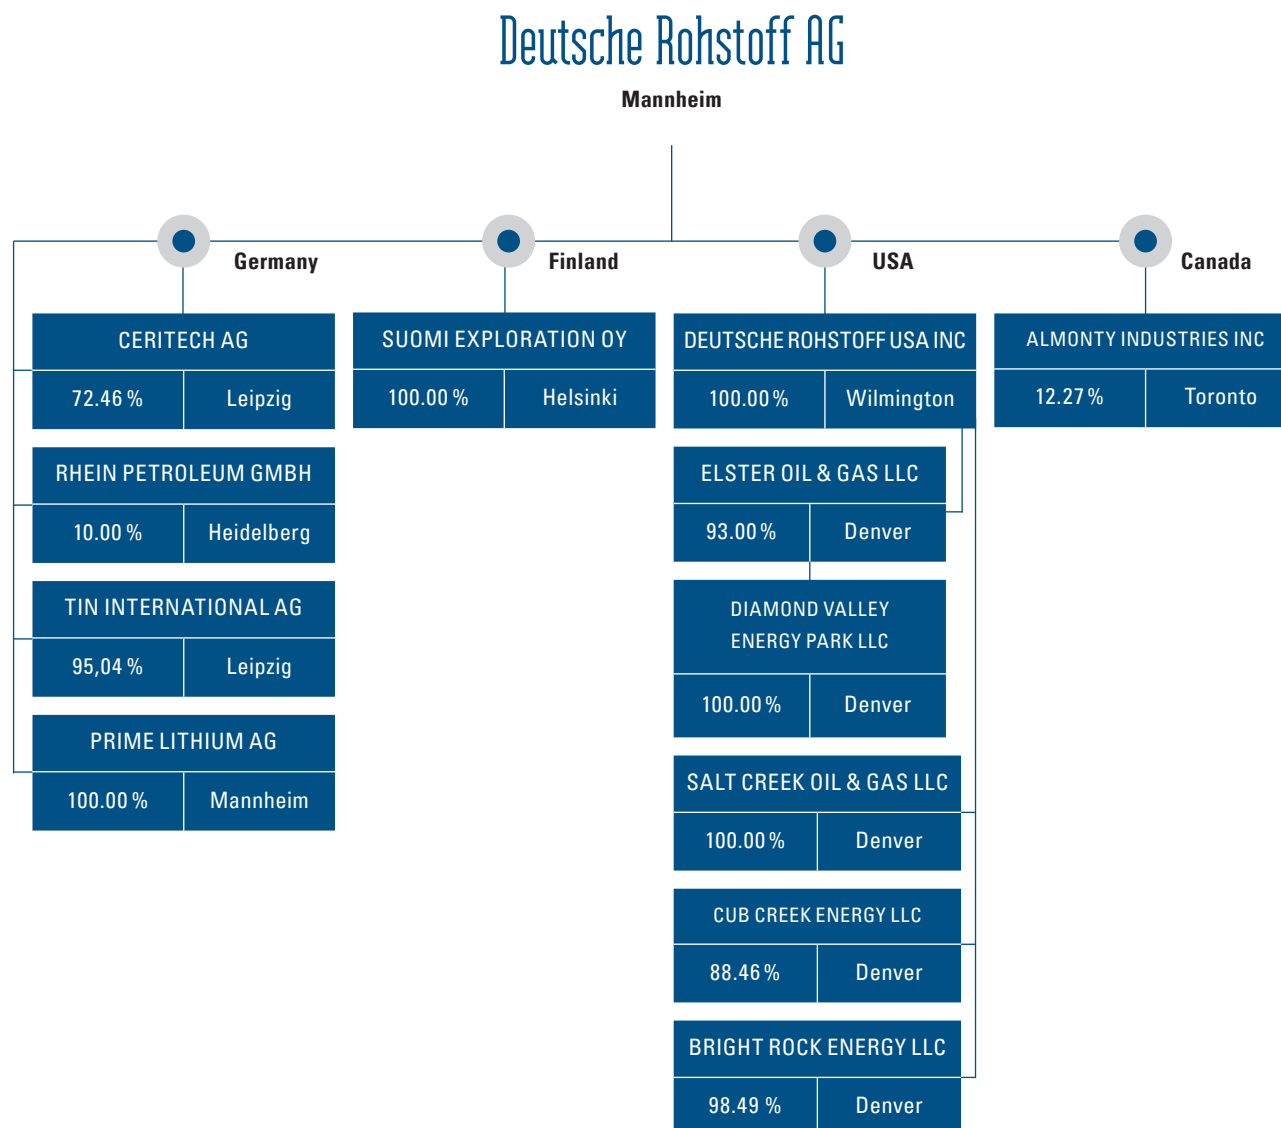 Deutsche Rohstoff AG
Mannheim
Germany
Finland
USA
Canada
CERITECH AG
72.46 % Leipzig
RHEIN PETROLEUM GMBH
10.00 % Heidelberg
TIN INTERNATIONAL AG
95,04 % Leipzig
PRIME LITHIUM AG
100.00 % Mannheim
SUOMI EXPLORATION OY
100.00 % Helsinki
DEUTSCHE ROHSTOFF USA INC
100.00 % Wilmington
ELSTER OIL & GAS LLC
93.00 % Denver
DIAMOND VALLEY
ENERGY PARK LLC
100.00 % Denver
SALT CREEK OIL & GAS LLC
100.00 % Denver
CUB CREEK ENERGY LLC
88.46 % Denver
BRIGHT ROCK ENERGY LLC
98.49 % Denver
ALMONTY INDUSTRIES INC
12.27 % Toronto